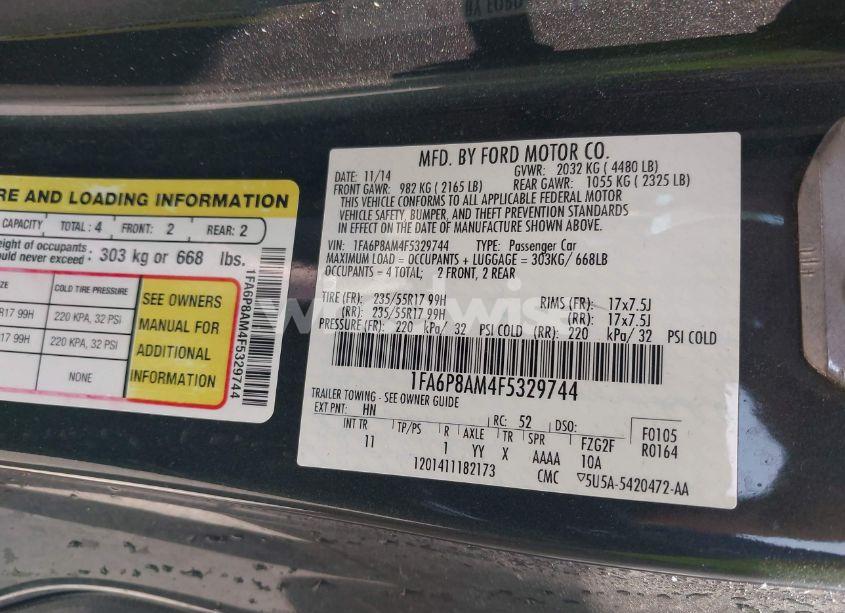 RE AND LOADING INFORMATION
CAPACITY TOTAL: 4 FRONT: 2 REAR: 2
eight of occupants
ould never exceed : 303 kg or 668 lbs.
ZE COLD TIRE PRESSURE
R17 99H 220 KPA, 32 PSI
R17 99H 220 KPA, 32 PSI
NONE
SEE OWNERS
MANUAL FOR
ADDITIONAL
INFORMATION
1FA6P8AM4F5329744
MFD. BY FORD MOTOR CO.
DATE: 11/14 GVWR: 2032 KG ( 4480 LB)
FRONT GAWR: 982 KG ( 2165 LB) REAR GAWR: 1055 KG ( 2325 LB)
THIS VEHICLE CONFORMS TO ALL APPLICABLE FEDERAL MOTOR
VEHICLE SAFETY, BUMPER, AND THEFT PREVENTION STANDARDS
IN EFFECT ON THE DATE OF MANUFACTURE SHOWN ABOVE.
VIN: 1FA6P8AM4F5329744 TYPE: Passenger Car
MAXIMUM LOAD = OCCUPANTS + LUGGAGE = 303KG/ 668LB
OCCUPANTS = 4 TOTAL; 2 FRONT, 2 REAR
TIRE (FR): 235/55R17 99H RIMS (FR): 17x7.5J
(RR): 235/55R17 99H (RR): 17x7.5J
PRESSURE (FR): 220 kPa/ 32 PSI COLD (RR): 220 kPa/ 32 PSI COLD
1FA6P8AM4F5329744
TRAILER TOWING - SEE OWNER GUIDE
EXT PNT: HN RC: 52 DSO: F0105
INT TR TP/PS R AXLE TR SPR FZG2F R0164
11 1 YY X AAAA 10A
1201411182173 CMC ▽5U5A-5420472-AA